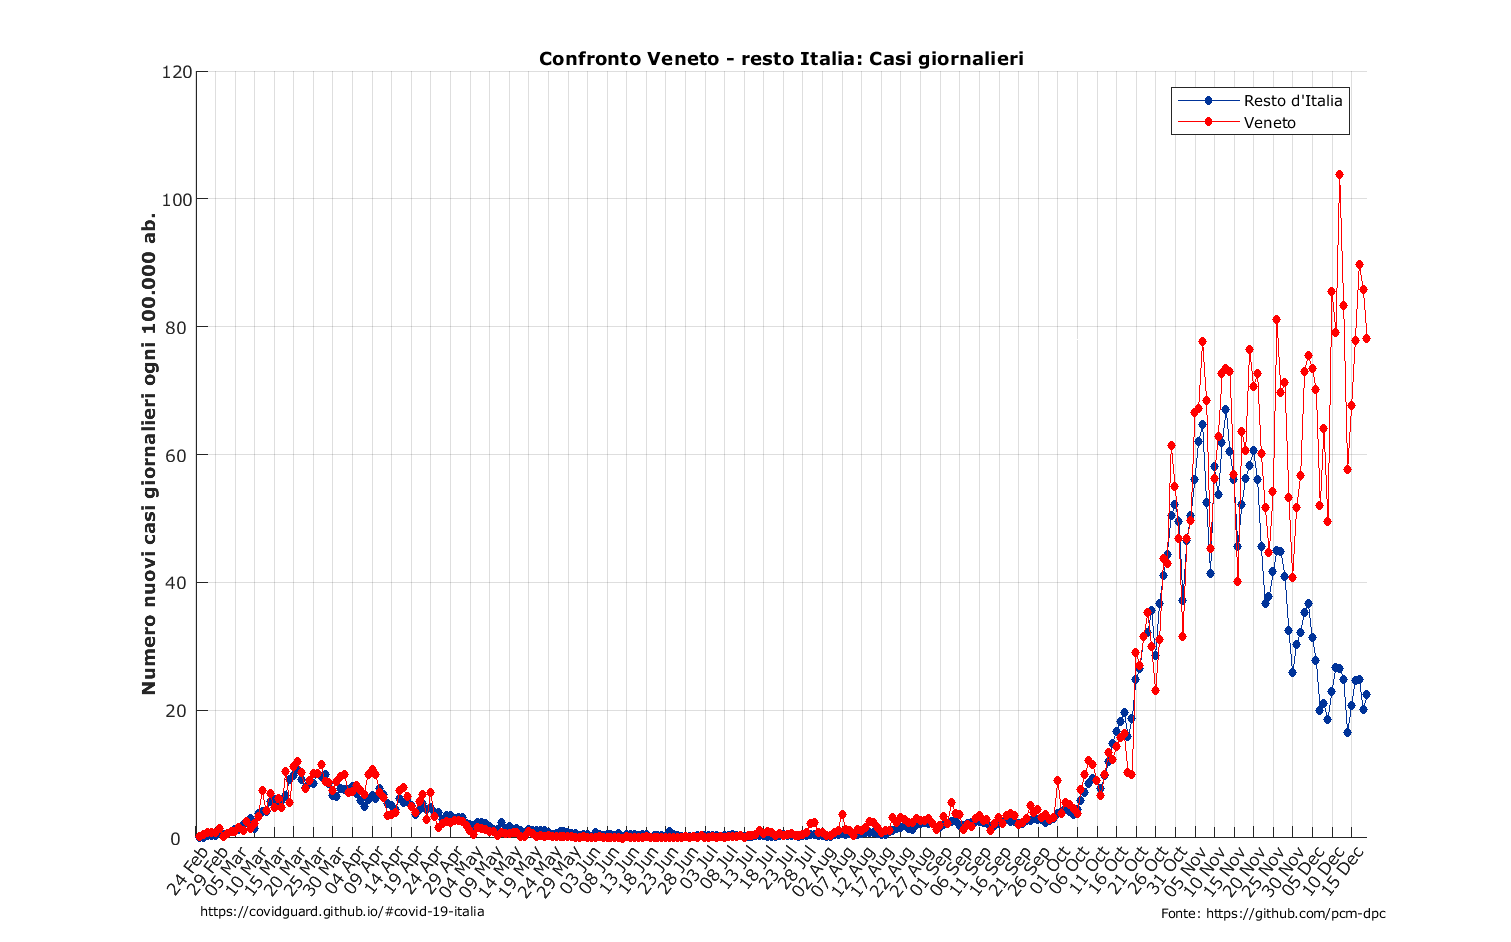 Confronto Veneto - resto Italia: Casi giornalieri
Resto d'Italia
Veneto
Numero nuovi casi giornalieri ogni 100.000 ab.
120
100
80
60
40
20
0
24 Feb
29 Feb
05 Mar
10 Mar
15 Mar
20 Mar
25 Mar
30 Mar
04 Apr
09 Apr
14 Apr
19 Apr
24 Apr
29 Apr
04 May
09 May
14 May
19 May
24 May
29 May
03 Jun
08 Jun
13 Jun
18 Jun
23 Jun
28 Jun
03 Jul
08 Jul
13 Jul
18 Jul
23 Jul
28 Jul
02 Aug
07 Aug
12 Aug
17 Aug
22 Aug
27 Aug
01 Sep
06 Sep
11 Sep
16 Sep
21 Sep
26 Sep
01 Oct
06 Oct
11 Oct
16 Oct
21 Oct
26 Oct
31 Oct
05 Nov
10 Nov
15 Nov
20 Nov
25 Nov
30 Nov
05 Dec
10 Dec
15 Dec
https://covidguard.github.io/#covid-19-italia
Fonte: https://github.com/pcm-dpc